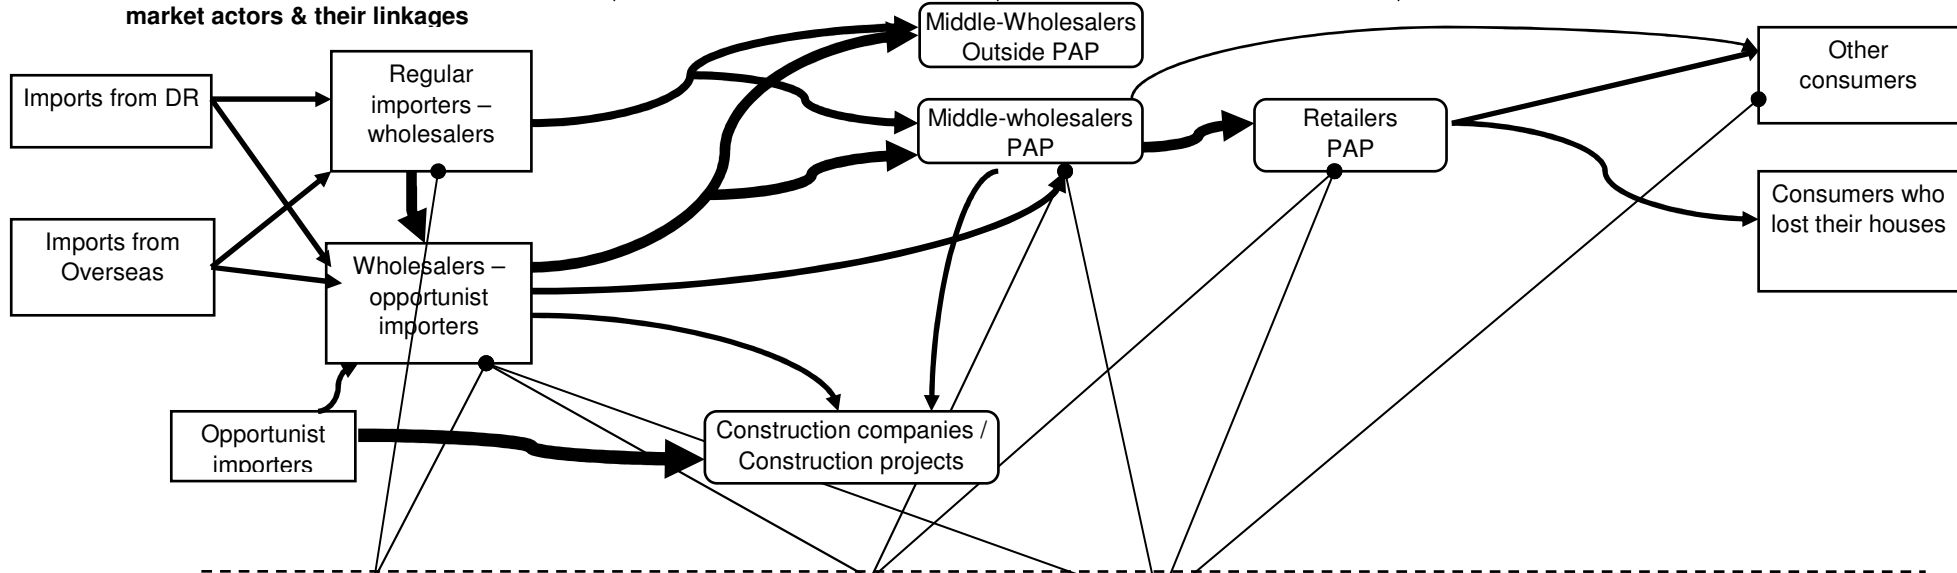 market actors & their linkages
Middle-Wholesalers
Outside PAP
Other
consumers
Regular
importers –
wholesalers
Imports from DR
Middle-wholesalers
PAP
Retailers
PAP
Consumers who
lost their houses
Imports from
Overseas
Wholesalers –
opportunist
importers
Opportunist
importers
Construction companies /
Construction projects